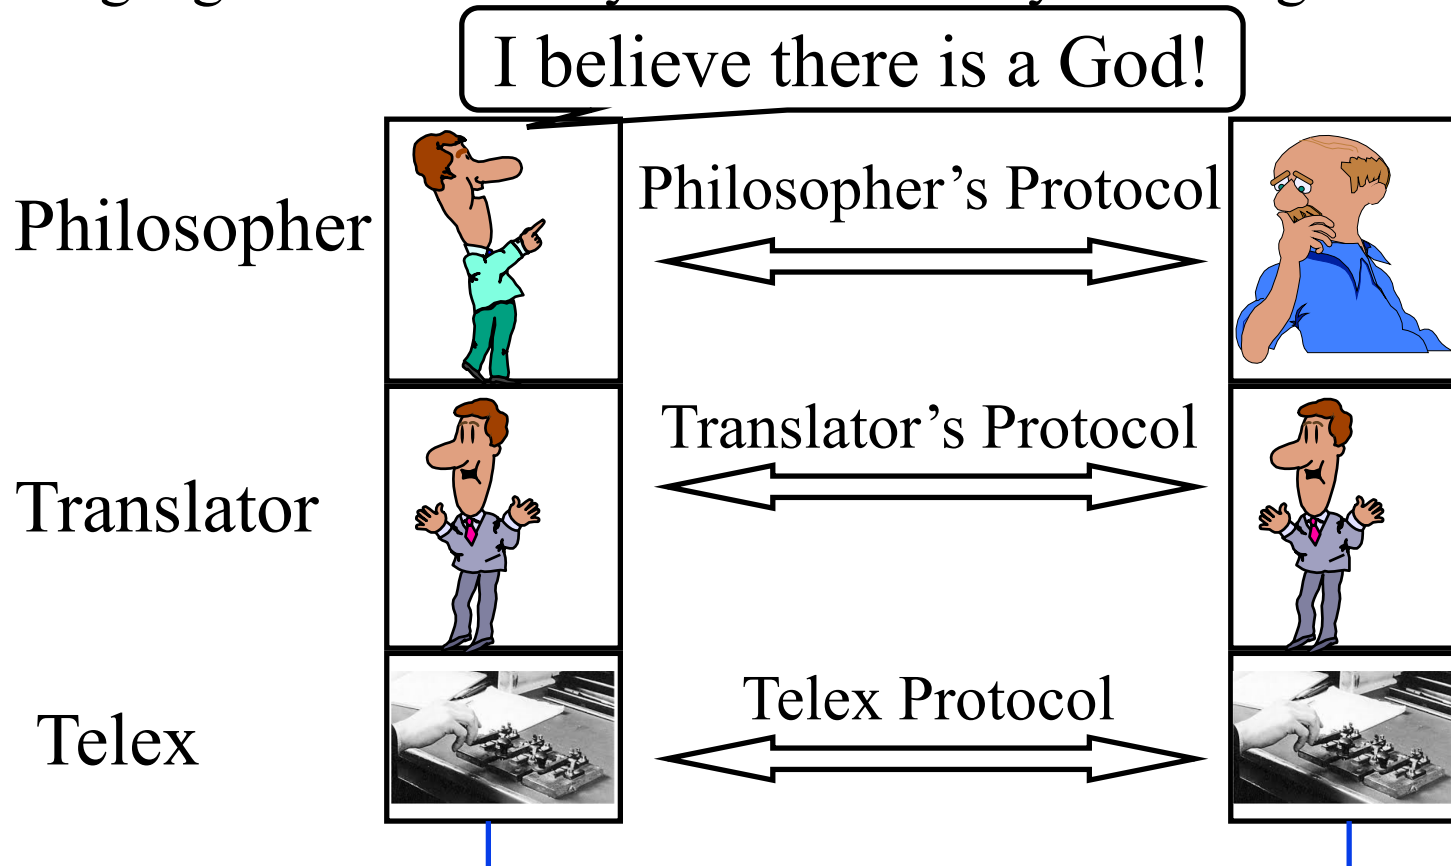 I believe there is a God!
Philosopher’s Protocol
Philosopher
Translator’s Protocol
Translator
Telex Protocol
Telex